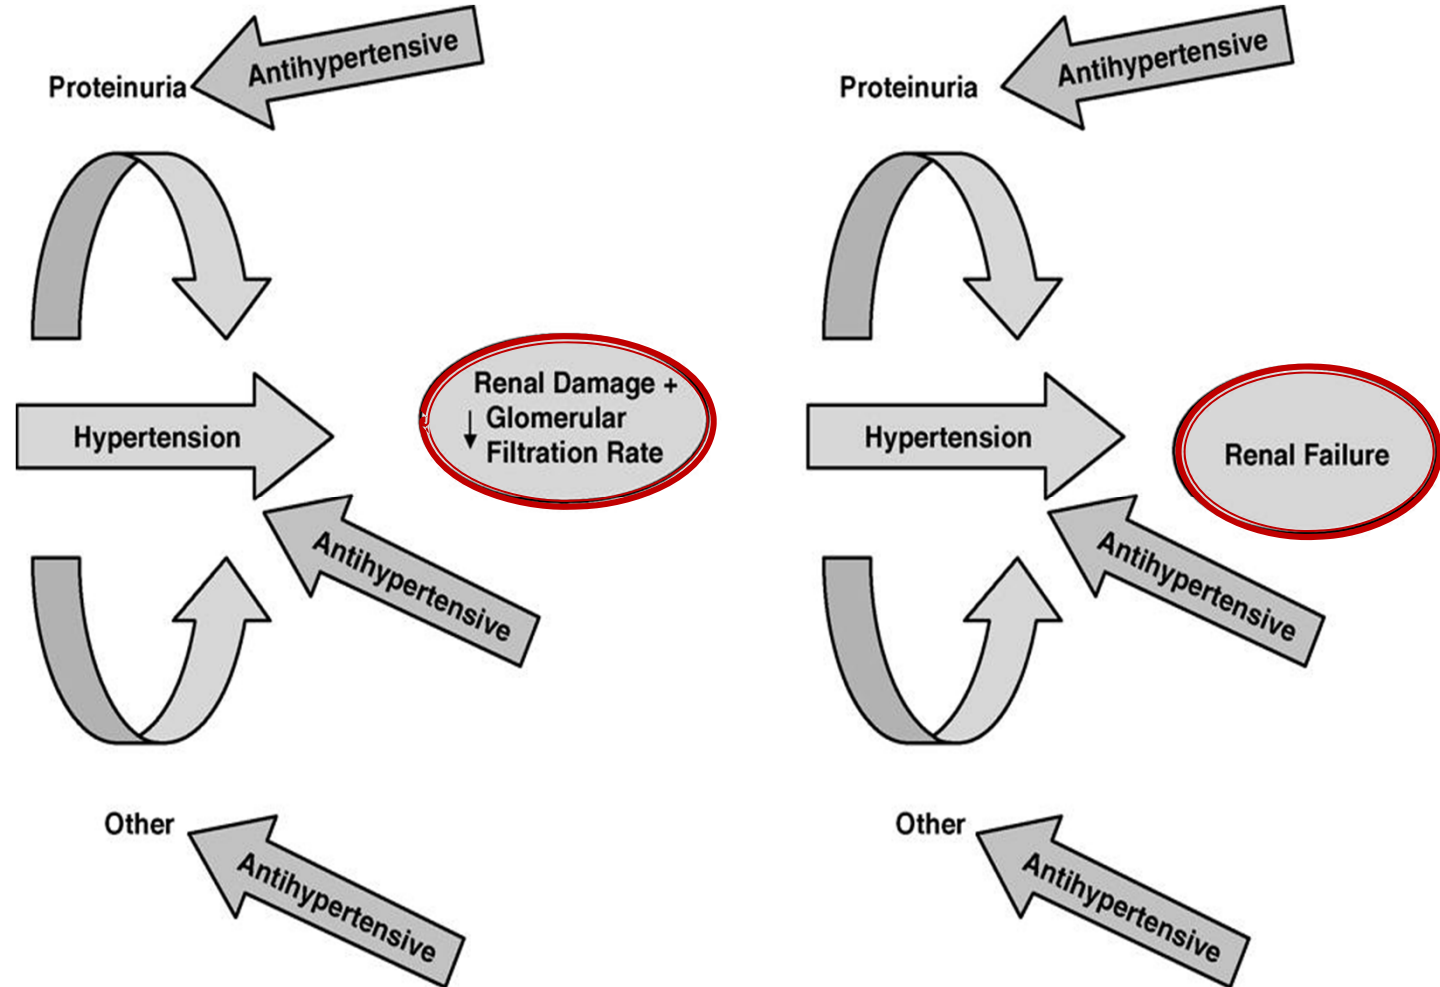 Antihypertensive
Proteinuria
Hypertension
Renal Damage +
↓ Glomerular
Filtration Rate
Antihypertensive
Other
Antihypertensive
Antihypertensive
Proteinuria
Hypertension
Renal Failure
Antihypertensive
Other
Antihypertensive